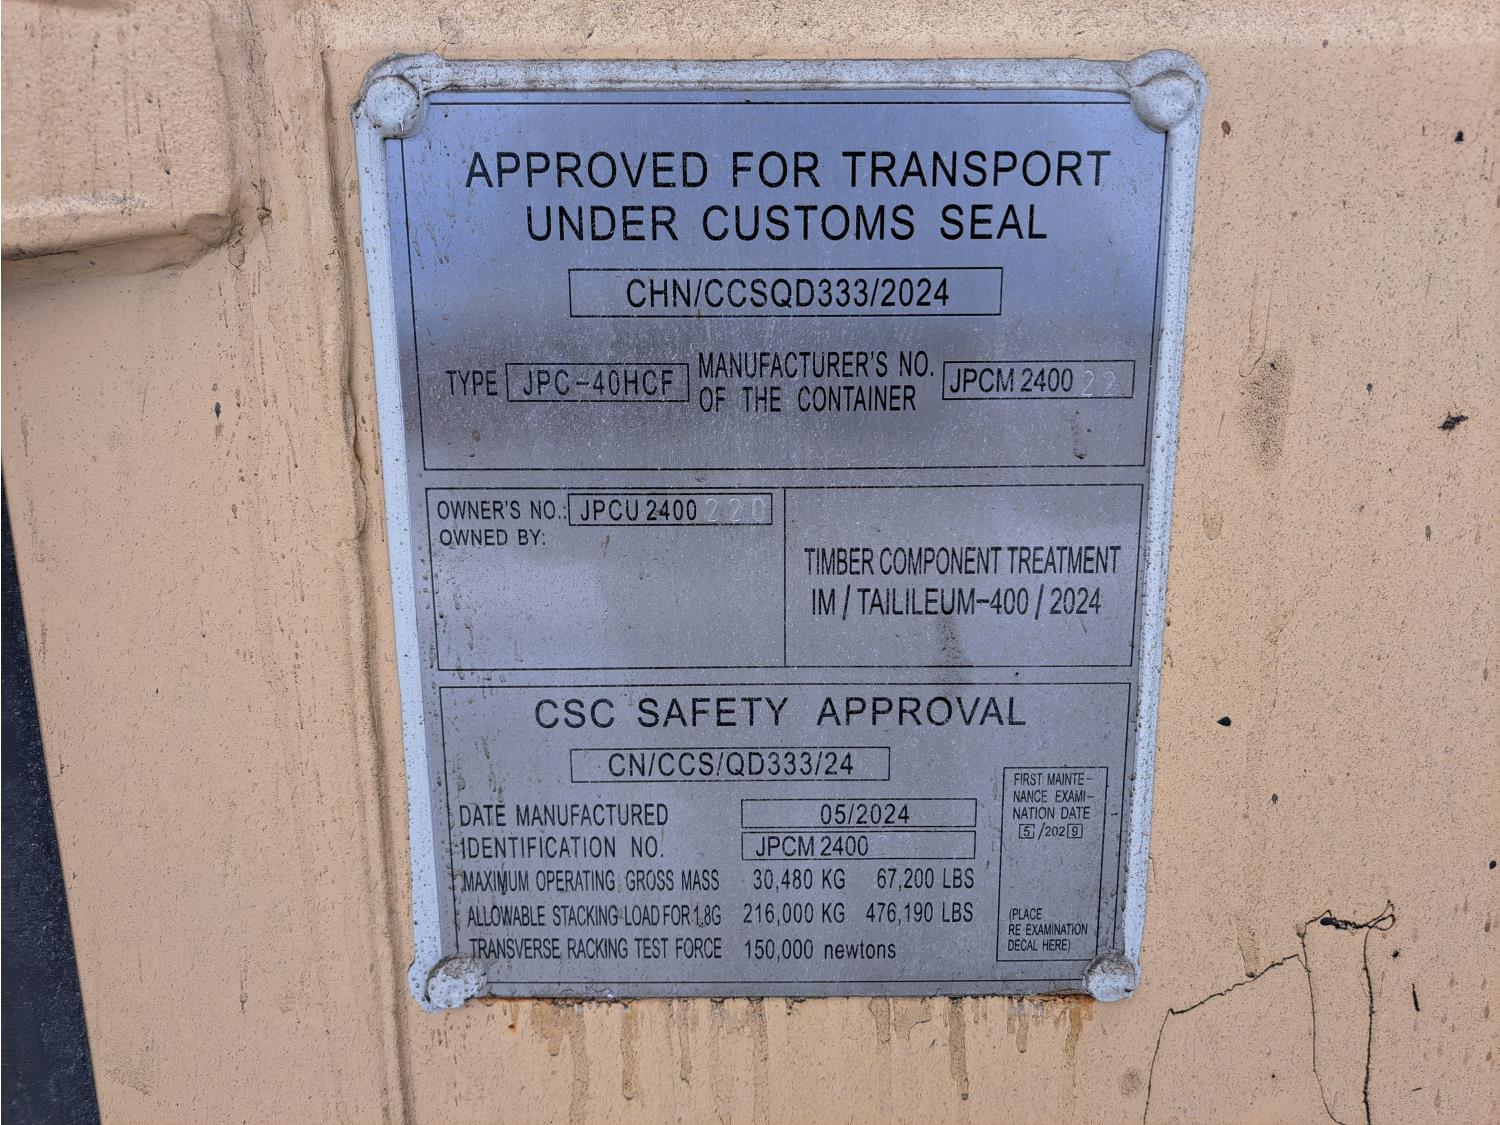 APPROVED FOR TRANSPORT
UNDER CUSTOMS SEAL
CHN/CCSQD333/2024
TYPE JPC-40HCF MANUFACTURER'S NO. OF THE CONTAINER JPCM 2400 22
OWNER'S NO.: JPCU 2400 220
OWNED BY:
TIMBER COMPONENT TREATMENT
IM / TAILILEUM-400 / 2024
CSC SAFETY APPROVAL
CN/CCS/QD333/24
DATE MANUFACTURED 05/2024
IDENTIFICATION NO. JPCM 2400
MAXIMUM OPERATING GROSS MASS 30,480 KG 67,200 LBS
ALLOWABLE STACKING LOAD FOR 1.8G 216,000 KG 476,190 LBS
TRANSVERSE RACKING TEST FORCE 150,000 newtons
FIRST MAINTE-
NANCE EXAMI-
NATION DATE
5/2029
(PLACE
RE EXAMINATION
DECAL HERE)